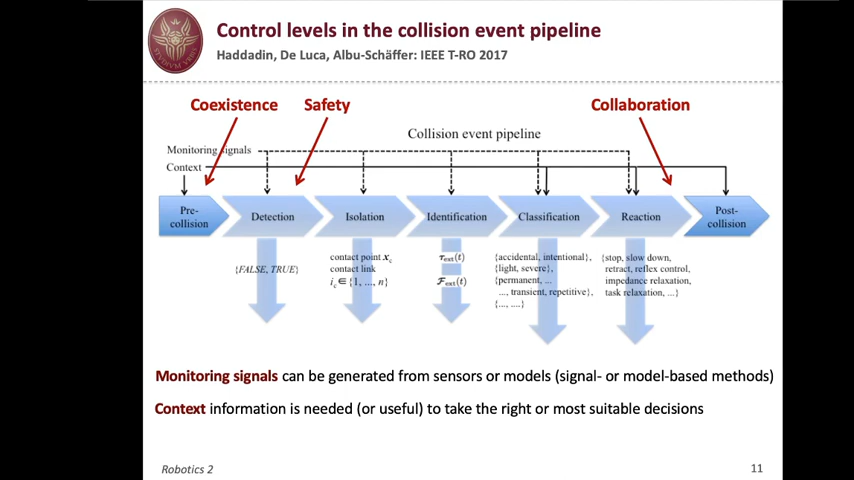 Control levels in the collision event pipeline
Haddadin, De Luca, Albu-Schäffer: IEEE T-RO 2017
Coexistence
Safety
Collaboration
Collision event pipeline
Monitoring signals
Context
Pre-
collision
Detection
Isolation
Identification
Classification
Reaction
Post-
collision
{FALSE, TRUE}
contact point x_c
contact link
i_c ∈ {1, ..., n}
τ_ext(t)
𝓕_ext(t)
{accidental, intentional},
{light, severe},
{permanent, ...
..., transient, repetitive},
{..., ....}
{stop, slow down,
retract, reflex control,
impedance relaxation,
task relaxation, ...}
Monitoring signals can be generated from sensors or models (signal- or model-based methods)
Context information is needed (or useful) to take the right or most suitable decisions
Robotics 2
11